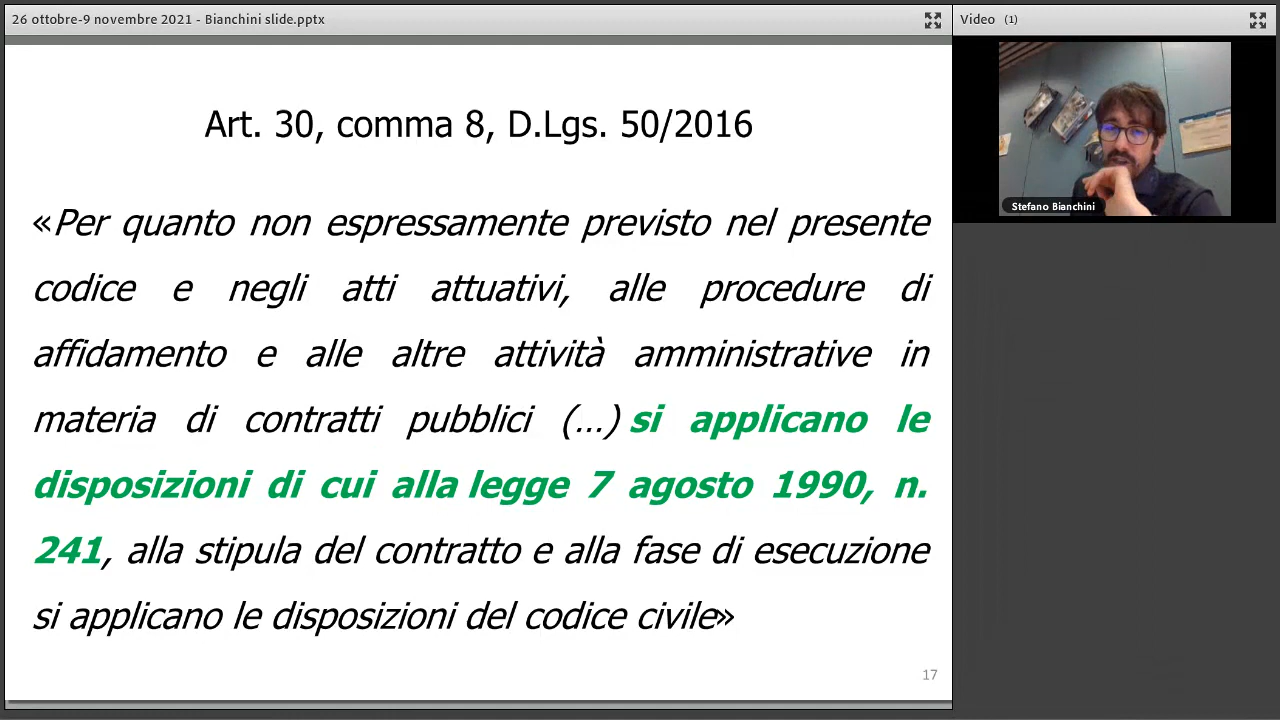 26 ottobre-9 novembre 2021 - Bianchini slide.pptx
Video (1)
Art. 30, comma 8, D.Lgs. 50/2016
«Per quanto non espressamente previsto nel presente
codice e negli atti attuativi, alle procedure di
affidamento e alle altre attività amministrative in
materia di contratti pubblici (…) si applicano le
disposizioni di cui alla legge 7 agosto 1990, n.
241, alla stipula del contratto e alla fase di esecuzione
si applicano le disposizioni del codice civile»
17
Stefano Bianchini